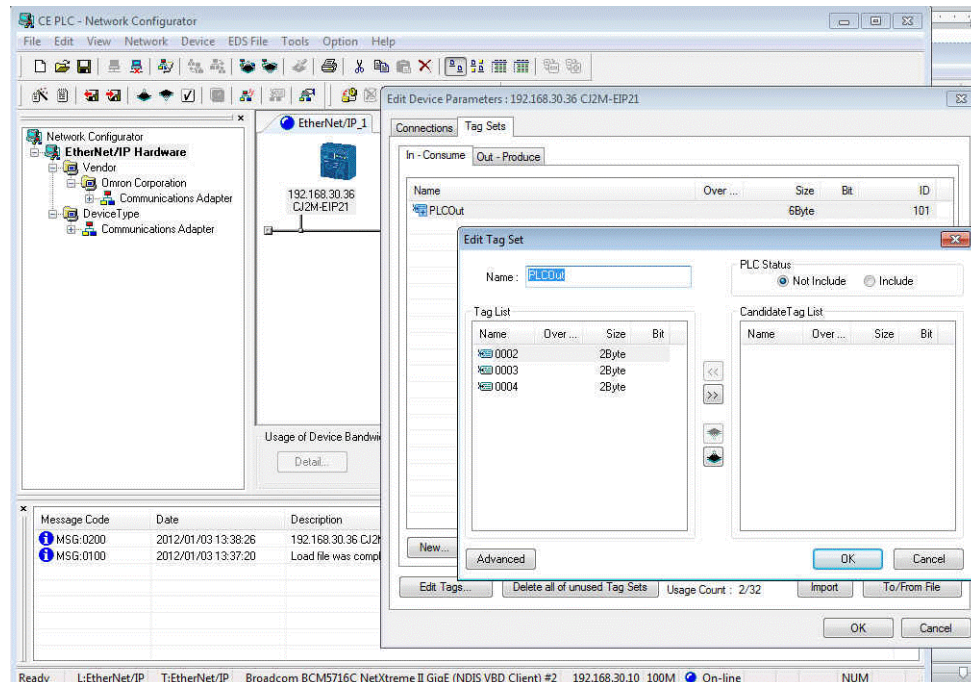 CE PLC - Network Configurator
File Edit View Network Device EDS File Tools Option Help
Network Configurator
EtherNet/IP Hardware
Vendor
Omron Corporation
Communications Adapter
DeviceType
Communications Adapter
EtherNet/IP_1
192.168.30.36
CJ2M-EIP21
Usage of Device Bandwi
Detail...
Edit Device Parameters : 192.168.30.36 CJ2M-EIP21
Connections Tag Sets
In - Consume Out - Produce
Name Over ... Size Bit ID
PLCOut 6Byte 101
Edit Tag Set
Name : PLCOut
PLC Status
Not Include Include
Tag List
Name Over ... Size Bit
0002 2Byte
0003 2Byte
0004 2Byte
<<
>>
CandidateTag List
Name Over ... Size Bit
Advanced OK Cancel
New...
Edit Tags... Delete all of unused Tag Sets Usage Count : 2/32 Import To/From File
OK Cancel
Message Code Date Description
MSG:0200 2012/01/03 13:38:26 192.168.30.36 CJ2
MSG:0100 2012/01/03 13:37:20 Load file was compl
Ready L:EtherNet/IP T:EtherNet/IP Broadcom BCM5716C NetXtreme II GigE (NDIS VBD Client) #2 192.168.30.10 100M On-line NUM